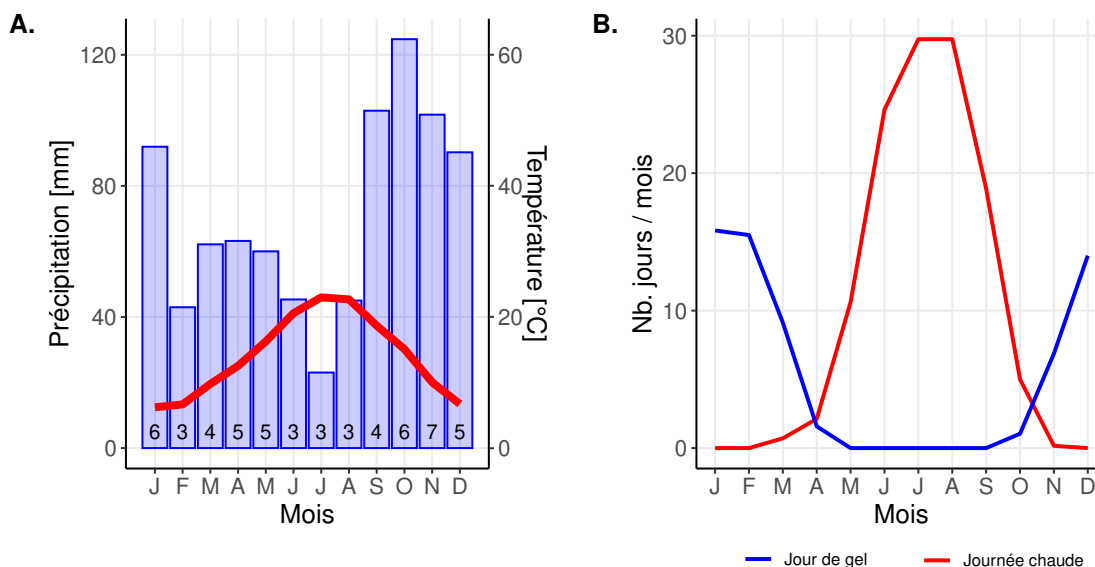 A.
Précipitation [mm]
120
80
40
0
6 3 4 5 5 3 3 3 4 6 7 5
J F M A M J J A S O N D
Mois
60
40
20
0
Température [°C]
B.
Nb. jours / mois
30
20
10
0
J F M A M J J A S O N D
Mois
Jour de gel Journée chaude